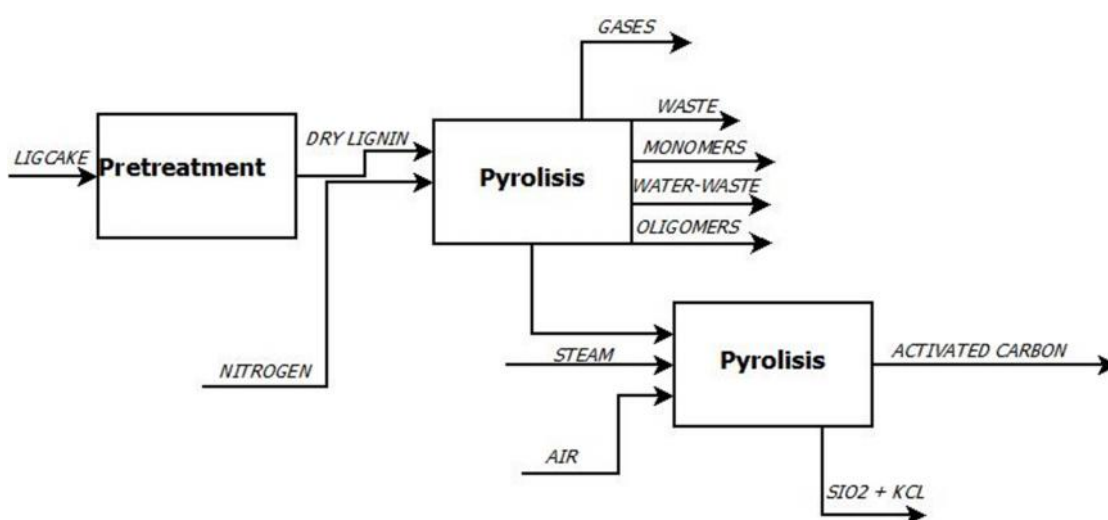 GASES
WASTE
DRY LIGNIN
MONOMERS
LIGCAKE
Pretreatment
Pyrolisis
WATER-WASTE
OLIGOMERS
STEAM
Pyrolisis
ACTIVATED CARBON
NITROGEN
AIR
SIO2 + KCL